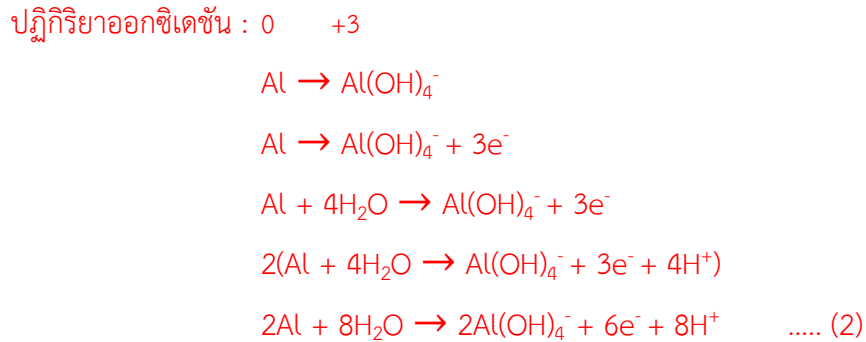 ปฏิกิริยาออกซิเดชัน : 0 +3
Al → Al(OH)₄⁻
Al → Al(OH)₄⁻ + 3e⁻
Al + 4H₂O → Al(OH)₄⁻ + 3e⁻
2(Al + 4H₂O → Al(OH)₄⁻ + 3e⁻ + 4H⁺)
2Al + 8H₂O → 2Al(OH)₄⁻ + 6e⁻ + 8H⁺ ..... (2)